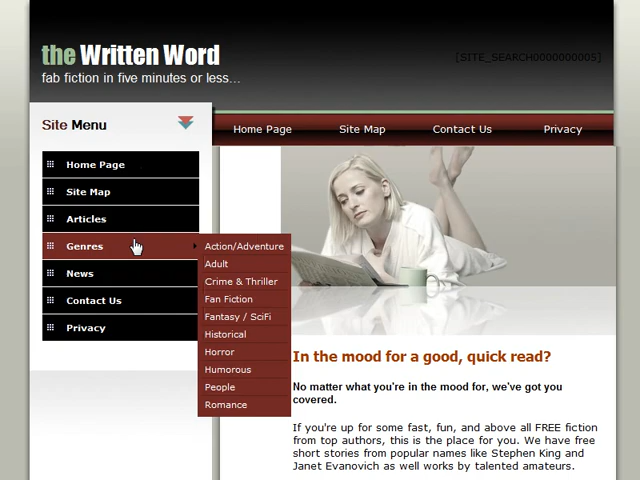 the Written Word
fab fiction in five minutes or less...
[SITE_SEARCH0000000005]
Site Menu
Home Page
Site Map
Contact Us
Privacy
Home Page
Site Map
Articles
Genres
News
Contact Us
Privacy
Action/Adventure
Adult
Crime & Thriller
Fan Fiction
Fantasy / SciFi
Historical
Horror
Humorous
People
Romance
In the mood for a good, quick read?
No matter what you're in the mood for, we've got you
covered.
If you're up for some fast, fun, and above all FREE fiction
from top authors, this is the place for you. We have free
short stories from popular names like Stephen King and
Janet Evanovich as well works by talented amateurs.